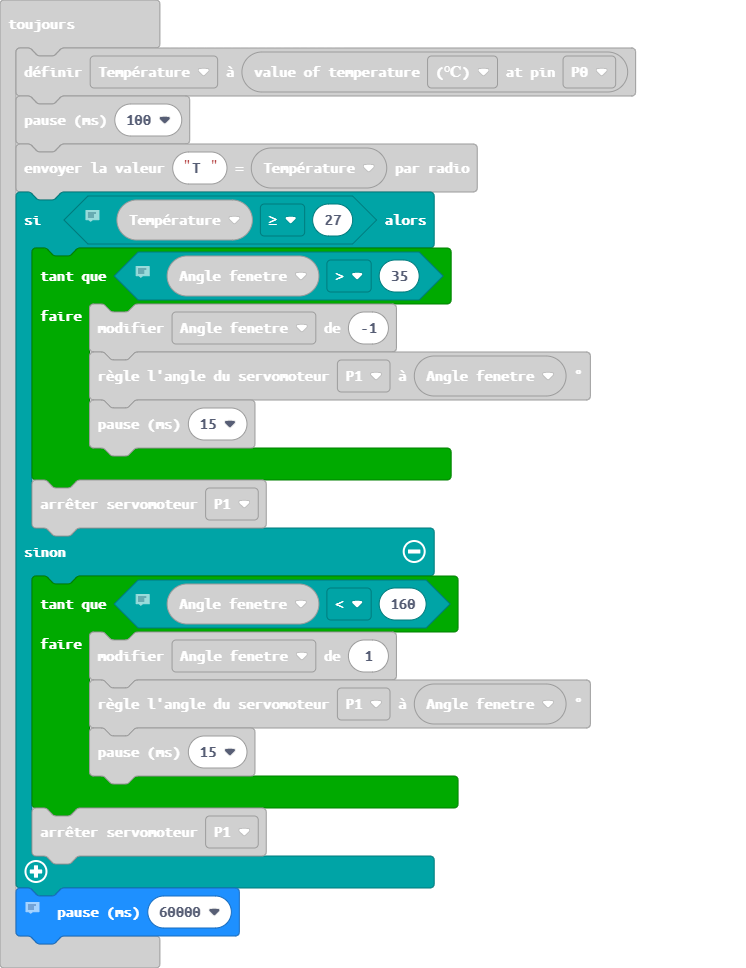 toujours
définir Température à value of temperature (℃) at pin P0
pause (ms) 100
envoyer la valeur "T " = Température par radio
si Température ≥ 27 alors
tant que Angle fenetre > 35
faire
modifier Angle fenetre de -1
règle l'angle du servomoteur P1 à Angle fenetre °
pause (ms) 15
arrêter servomoteur P1
sinon
tant que Angle fenetre < 160
faire
modifier Angle fenetre de 1
règle l'angle du servomoteur P1 à Angle fenetre °
pause (ms) 15
arrêter servomoteur P1
pause (ms) 60000